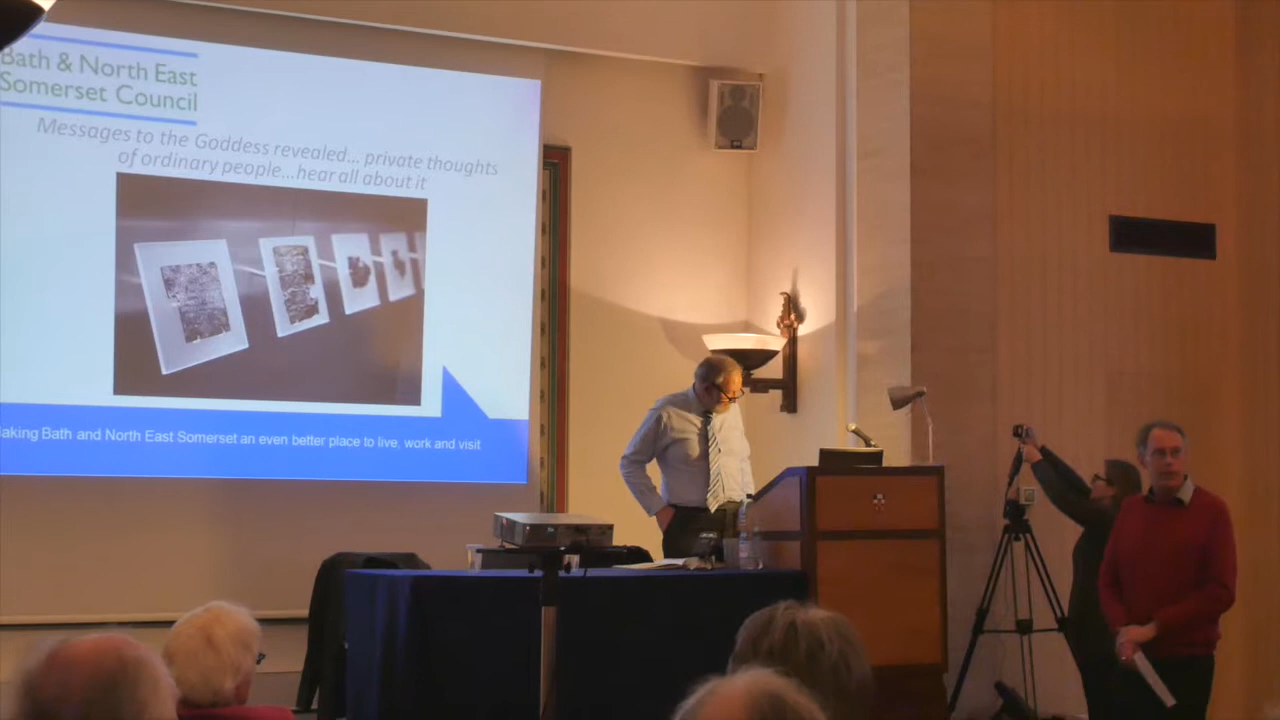 Bath & North East
Somerset Council
Messages to the Goddess revealed... private thoughts
of ordinary people...hear all about it
Making Bath and North East Somerset an even better place to live, work and visit